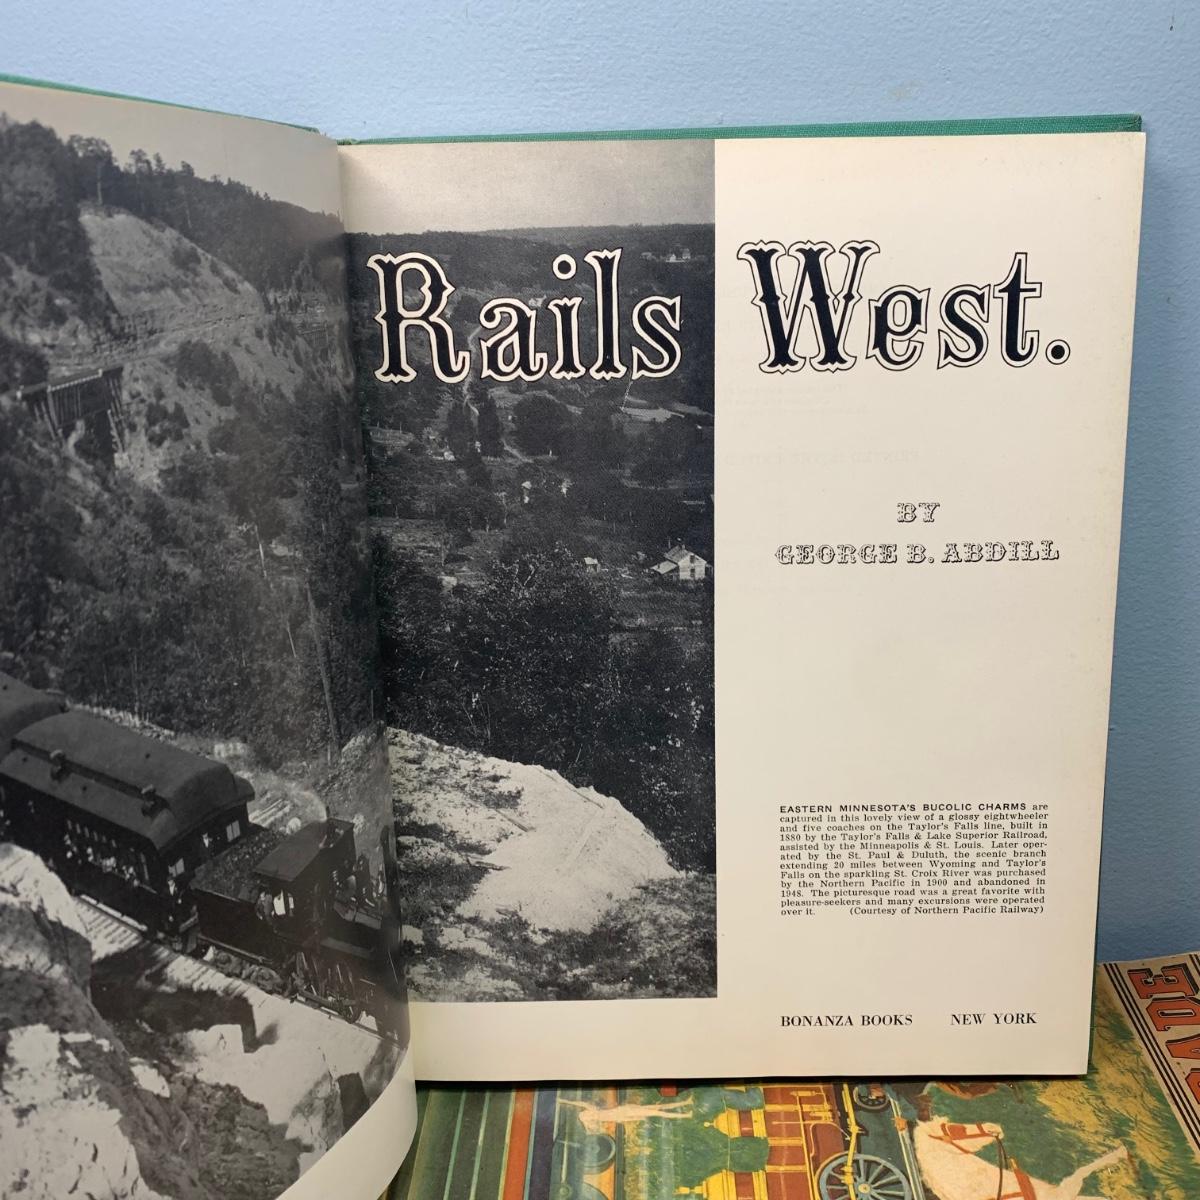 Rails West.
BY
GEORGE B. ABDILL
EASTERN MINNESOTA'S BUCOLIC CHARMS are
captured in this lovely view of a glossy eightwheeler
and five coaches on the Taylor's Falls line, built in
1880 by the Taylor's Falls & Lake Superior Railroad,
assisted by the Minneapolis & St. Louis. Later oper-
ated by the St. Paul & Duluth, the scenic branch
extending 20 miles between Wyoming and Taylor's
Falls on the sparkling St. Croix River was purchased
by the Northern Pacific in 1900 and abandoned in
1948. The picturesque road was a great favorite with
pleasure-seekers and many excursions were operated
over it. (Courtesy of Northern Pacific Railway)
BONANZA BOOKS NEW YORK